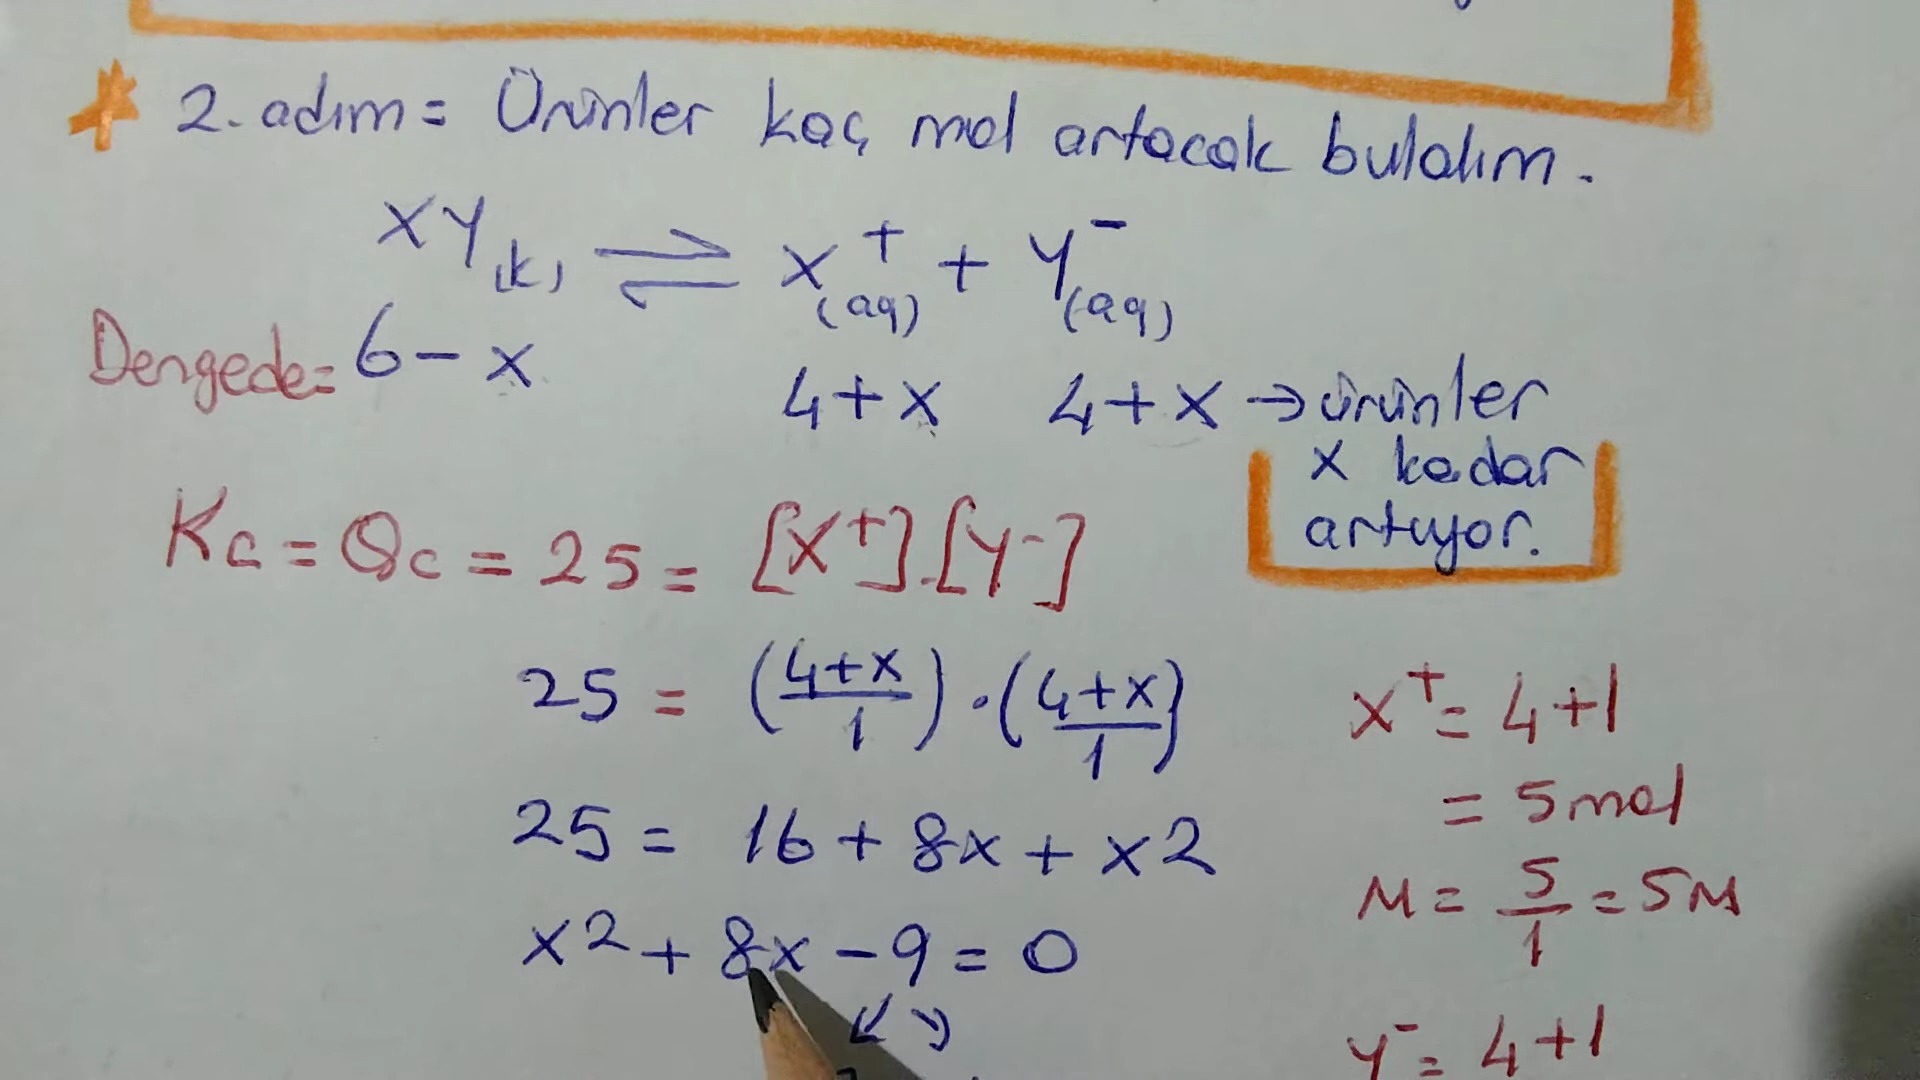 2. adım = Ürünler kaç mol artacak bulalım.
XY(k) ⇌ X⁺(aq) + Y⁻(aq)
Dengede = 6 - x 4 + x 4 + x → ürünler
x kadar
artıyor.
Kc = Qc = 25 = [X⁺].[Y⁻]
25 = (4+x/1) . (4+x/1)
25 = 16 + 8x + x2
x2 + 8x - 9 = 0
X⁺ = 4+1
= 5 mol
M = 5/1 = 5M
Y⁻ = 4+1